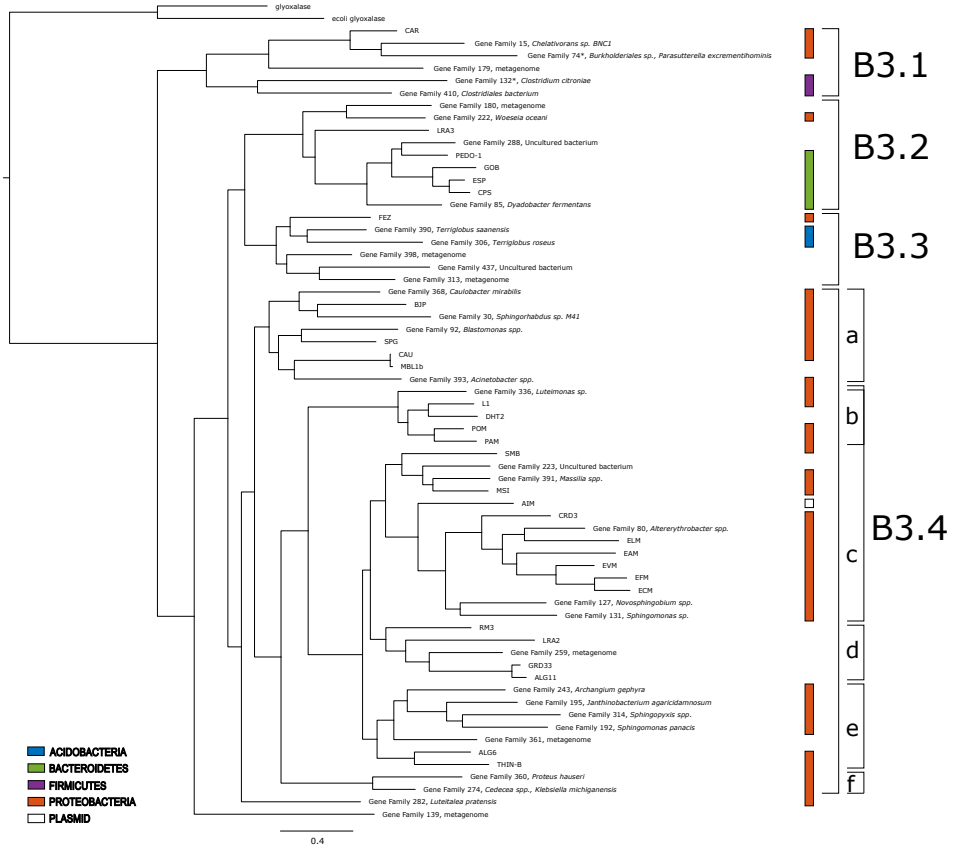 glyoxalase
ecoli glyoxalase
CAR
Gene Family 15, Chelativorans sp. BNC1
Gene Family 74*, Burkholderiales sp., Parasutterella excrementihominis
Gene Family 179, metagenome
Gene Family 132*, Clostridium citroniae
Gene Family 410, Clostridiales bacterium
B3.1
Gene Family 180, metagenome
Gene Family 222, Woeseia oceani
LRA3
Gene Family 288, Uncultured bacterium
PEDO-1
GOB
ESP
CPS
Gene Family 85, Dyadobacter fermentans
B3.2
FEZ
Gene Family 390, Terriglobus saanensis
Gene Family 306, Terriglobus roseus
Gene Family 398, metagenome
Gene Family 437, Uncultured bacterium
Gene Family 313, metagenome
B3.3
Gene Family 368, Caulobacter mirabilis
BJP
Gene Family 30, Sphingorhabdus sp. M41
Gene Family 92, Blastomonas spp.
SPG
CAU
MBL1b
Gene Family 393, Acinetobacter spp.
a
Gene Family 336, Luteimonas sp.
L1
DHT2
POM
PAM
b
SMB
Gene Family 223, Uncultured bacterium
Gene Family 391, Massilia spp.
MSI
AIM
CRD3
Gene Family 80, Altererythrobacter spp.
ELM
EAM
EVM
EFM
ECM
Gene Family 127, Novosphingobium spp.
Gene Family 131, Sphingomonas sp.
c
B3.4
RM3
LRA2
Gene Family 259, metagenome
GRD33
ALG11
d
Gene Family 243, Archangium gephyra
Gene Family 195, Janthinobacterium agaricidamnosum
Gene Family 314, Sphingopyxis spp.
Gene Family 192, Sphingomonas panacis
Gene Family 361, metagenome
ALG6
THIN-B
e
Gene Family 360, Proteus hauseri
Gene Family 274, Cedecea spp., Klebsiella michiganensis
f
Gene Family 282, Luteitalea pratensis
Gene Family 139, metagenome
ACIDOBACTERIA
BACTEROIDETES
FIRMICUTES
PROTEOBACTERIA
PLASMID
0.4